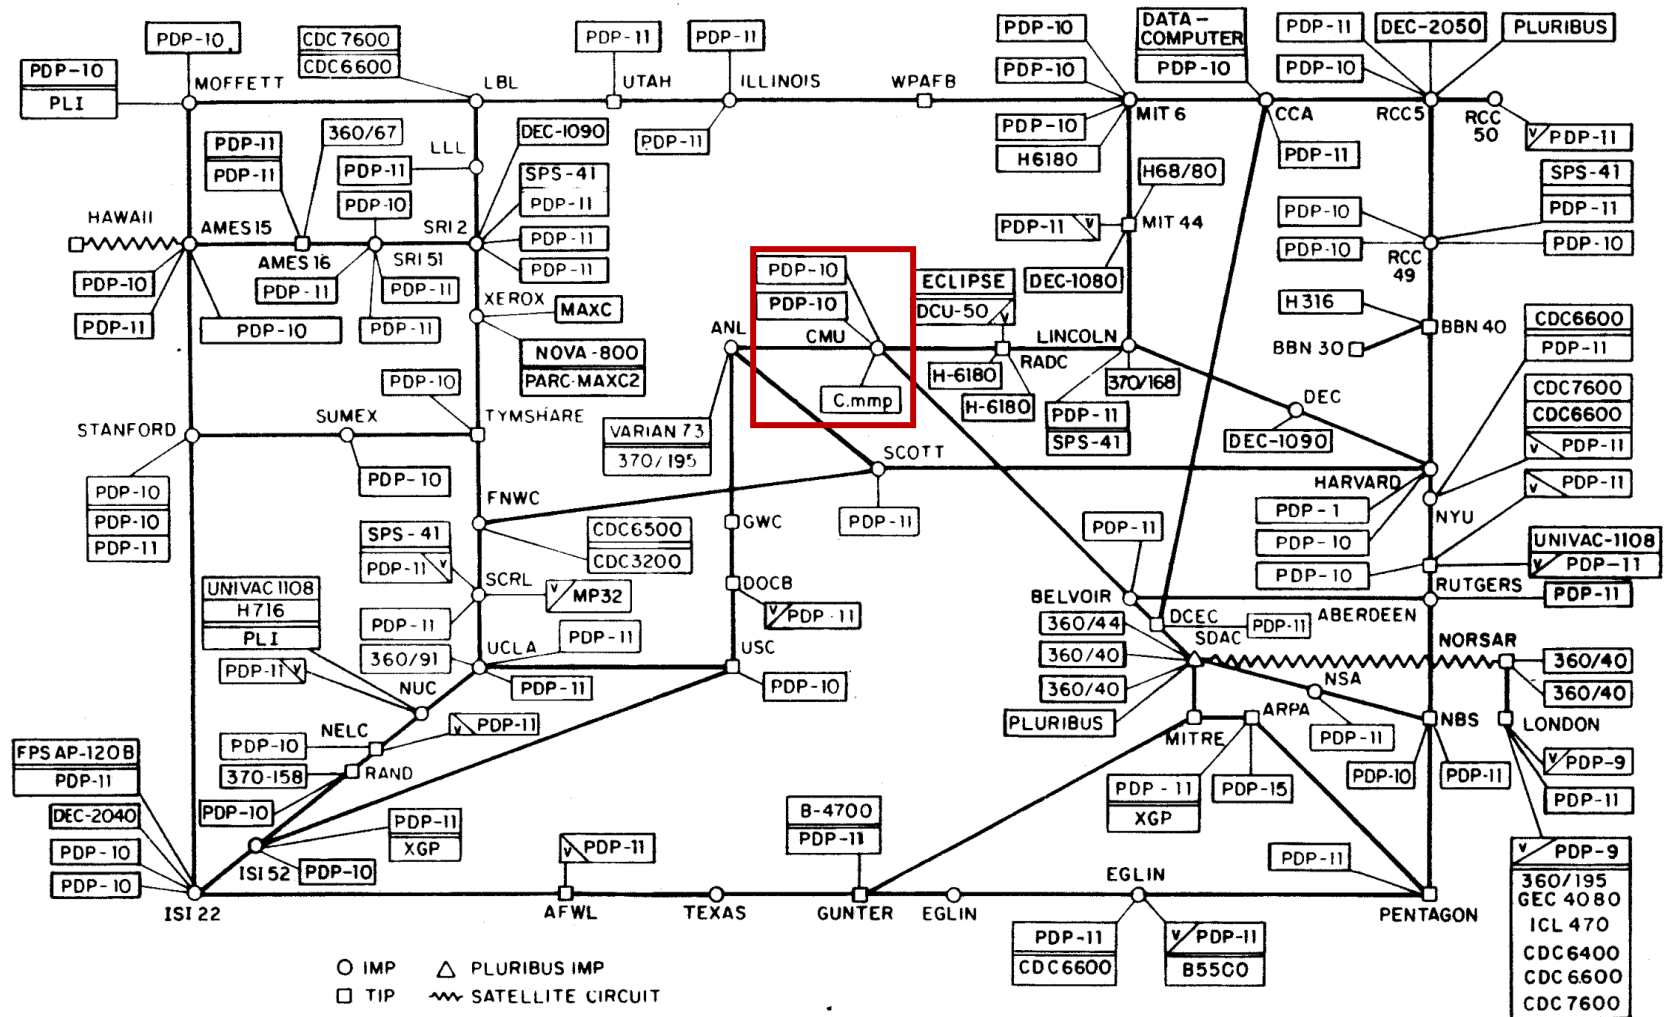 PDP-10
CDC7600
CDC6600
PDP-11
PDP-11
PDP-10
DATA-
COMPUTER
PDP-10
PDP-11
DEC-2050
PLURIBUS
PDP-10
PLI
MOFFETT
LBL
UTAH
ILLINOIS
WPAFB
PDP-10
PDP-10
MIT 6
CCA
RCC5
RCC
50
PDP-10
H6180
PDP-11
PDP-11
V PDP-11
PDP-11
PDP-11
360/67
LLL
PDP-11
DEC-1090
SPS-41
PDP-11
H68/80
SPS-41
PDP-11
HAWAII
AMES 15
PDP-10
SRI 2
PDP-11
PDP-11 V
MIT 44
PDP-10
PDP-10
RCC
49
PDP-10
AMES 16
SRI 51
PDP-11
PDP-10
PDP-11
PDP-11
PDP-11
DEC-1080
PDP-11
PDP-10
PDP-11
XEROX
MAXC
PDP-10
PDP-10
ECLIPSE
DCU-50 V
H316
BBN 40
CDC6600
PDP-11
NOVA-800
PARC-MAXC2
ANL
CMU
RADC
LINCOLN
BBN 30
PDP-10
TYMSHARE
C.mmp
H-6180
H-6180
370/168
PDP-11
SPS-41
DEC
DEC-1090
CDC7600
CDC6600
V PDP-11
STANFORD
SUMEX
PDP-10
VARIAN 73
370/195
SCOTT
PDP-11
HARVARD
V PDP-11
PDP-10
PDP-10
PDP-11
FNWC
CDC6500
CDC3200
GWC
PDP-11
PDP-1
PDP-10
PDP-10
NYU
SPS-41
PDP-11 V
SCRL
V MP32
DOCB
V PDP-11
UNIVAC-1108
V PDP-11
RUTGERS
UNIVAC 1108
H716
PLI
PDP-11
BELVOIR
ABERDEEN
PDP-11
360/91
UCLA
PDP-11
USC
360/44
DCEC
SDAC
PDP-11
NORSAR
PDP-11 V
NUC
PDP-11
PDP-10
360/40
360/40
NSA
360/40
360/40
PLURIBUS
MITRE
ARPA
PDP-11
NBS
LONDON
PDP-10
NELC
V PDP-11
FPS AP-120B
PDP-11
370-158
RAND
PDP-11
XGP
PDP-15
PDP-10
PDP-11
V PDP-9
PDP-11
DEC-2040
PDP-10
PDP-11
XGP
B-4700
PDP-11
PDP-10
PDP-10
ISI 52
PDP-10
V PDP-11
PDP-11
V PDP-9
360/195
GEC 4080
ICL 470
CDC6400
CDC6600
CDC7600
ISI 22
AFWL
TEXAS
GUNTER
EGLIN
EGLIN
PENTAGON
PDP-11
CDC6600
V PDP-11
B5500
IMP
PLURIBUS IMP
TIP
SATELLITE CIRCUIT